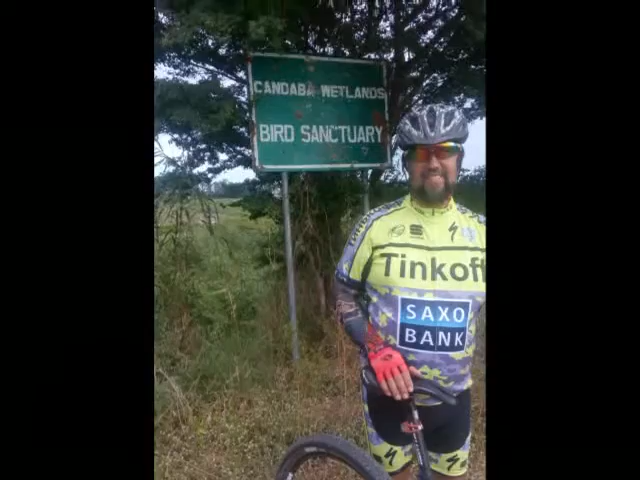 CANDABA WETLANDS
BIRD SANCTUARY
Tinkoff
SAXO
BANK